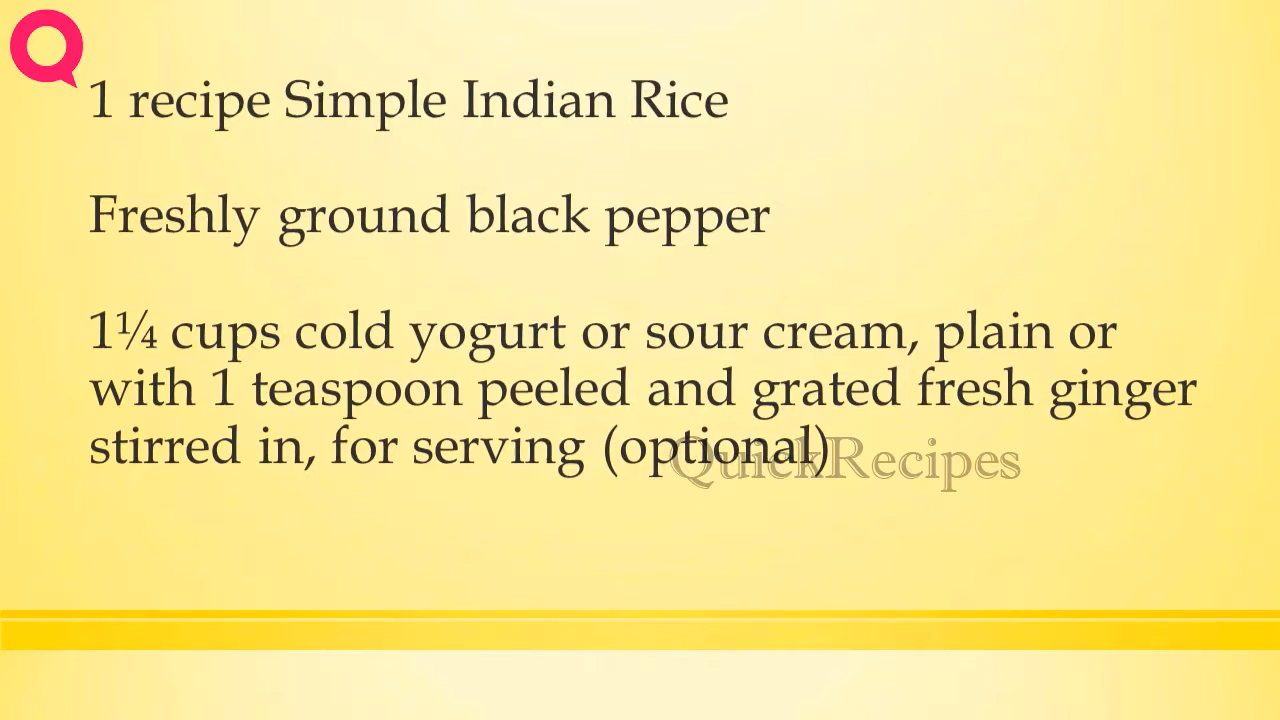 1 recipe Simple Indian Rice
Freshly ground black pepper
1¼ cups cold yogurt or sour cream, plain or
with 1 teaspoon peeled and grated fresh ginger
stirred in, for serving (optional)
QuickRecipes